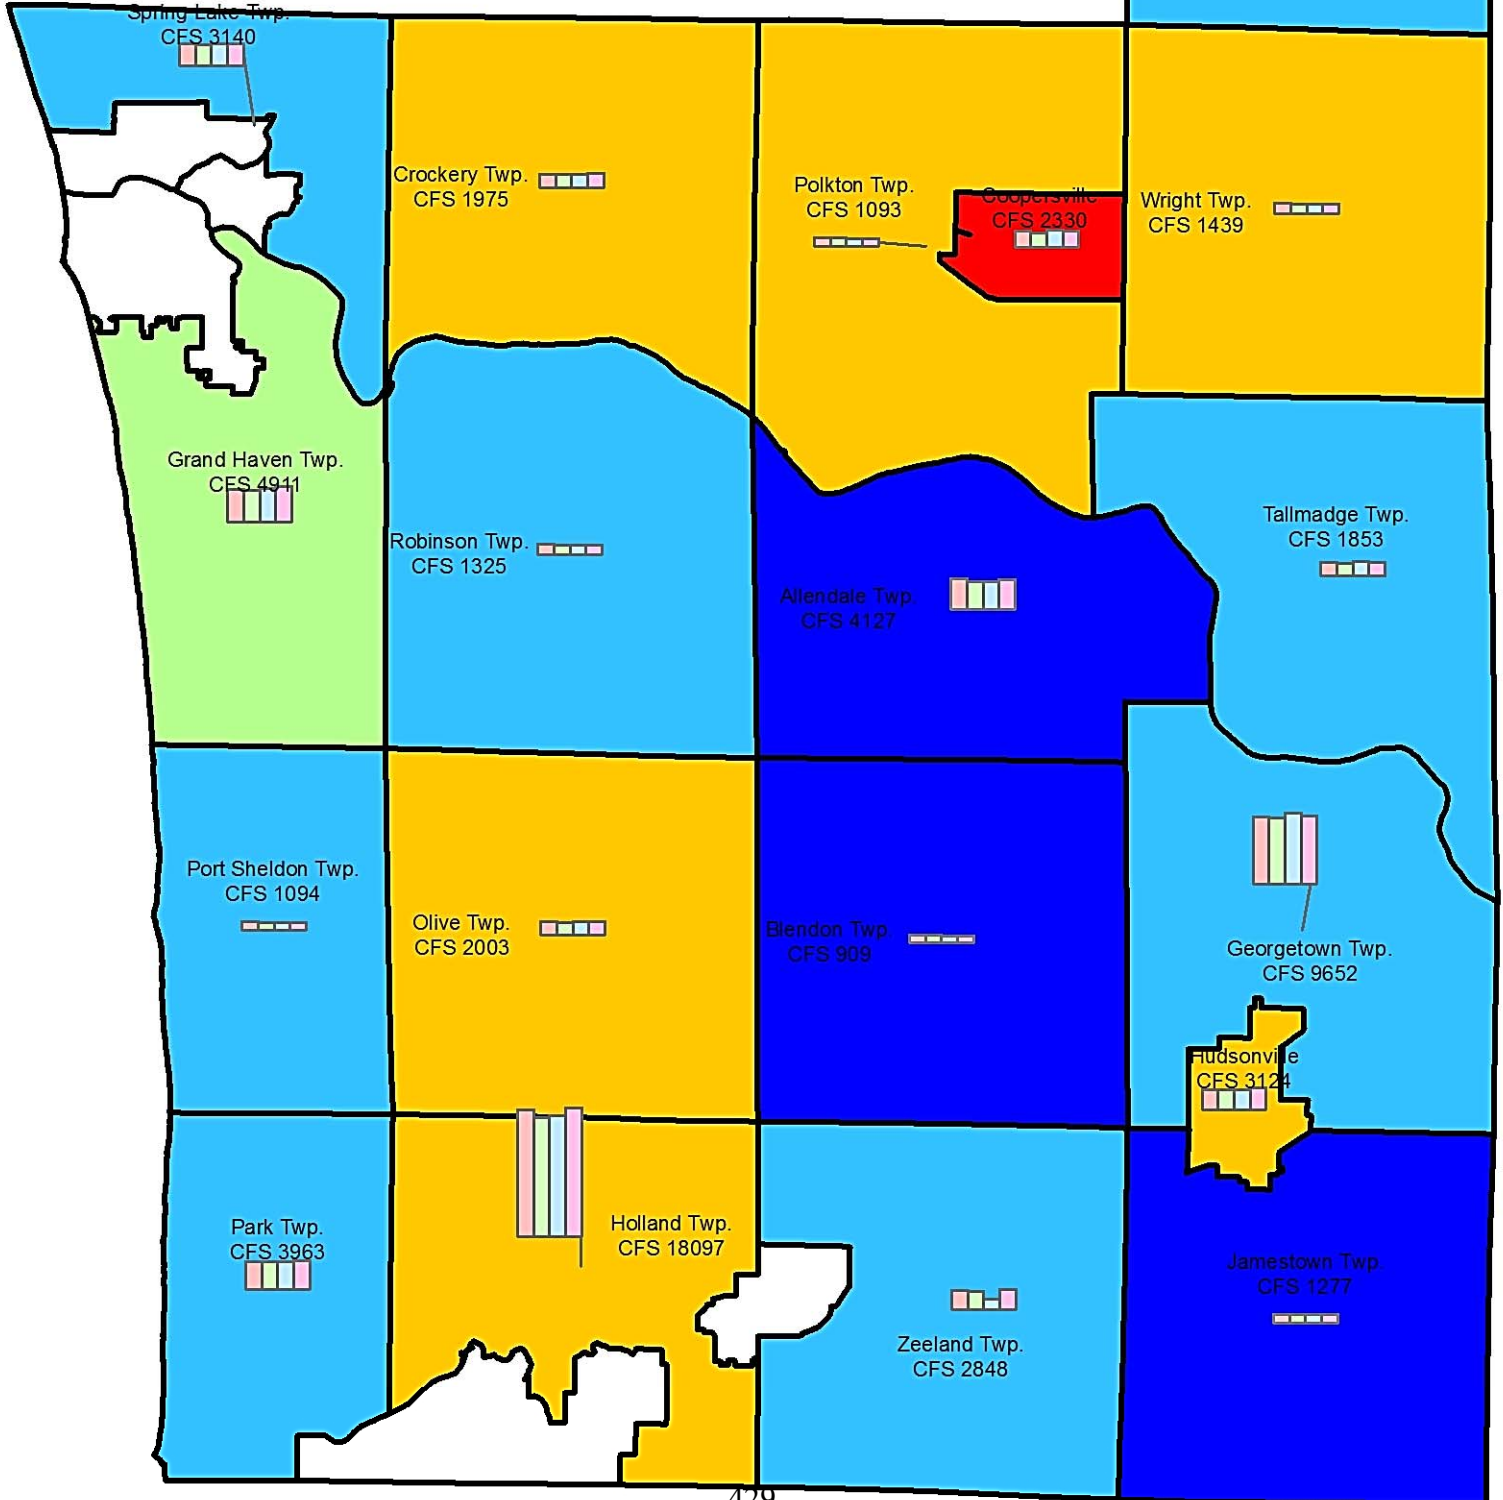 Spring Lake Twp.
CFS 3140
Crockery Twp.
CFS 1975
Polkton Twp.
CFS 1093
Coopersville
CFS 2330
Wright Twp.
CFS 1439
Grand Haven Twp.
CFS 4911
Robinson Twp.
CFS 1325
Allendale Twp.
CFS 4127
Tallmadge Twp.
CFS 1853
Port Sheldon Twp.
CFS 1094
Olive Twp.
CFS 2003
Blendon Twp.
CFS 909
Georgetown Twp.
CFS 9652
Hudsonville
CFS 3124
Park Twp.
CFS 3963
Holland Twp.
CFS 18097
Zeeland Twp.
CFS 2848
Jamestown Twp.
CFS 1277
429